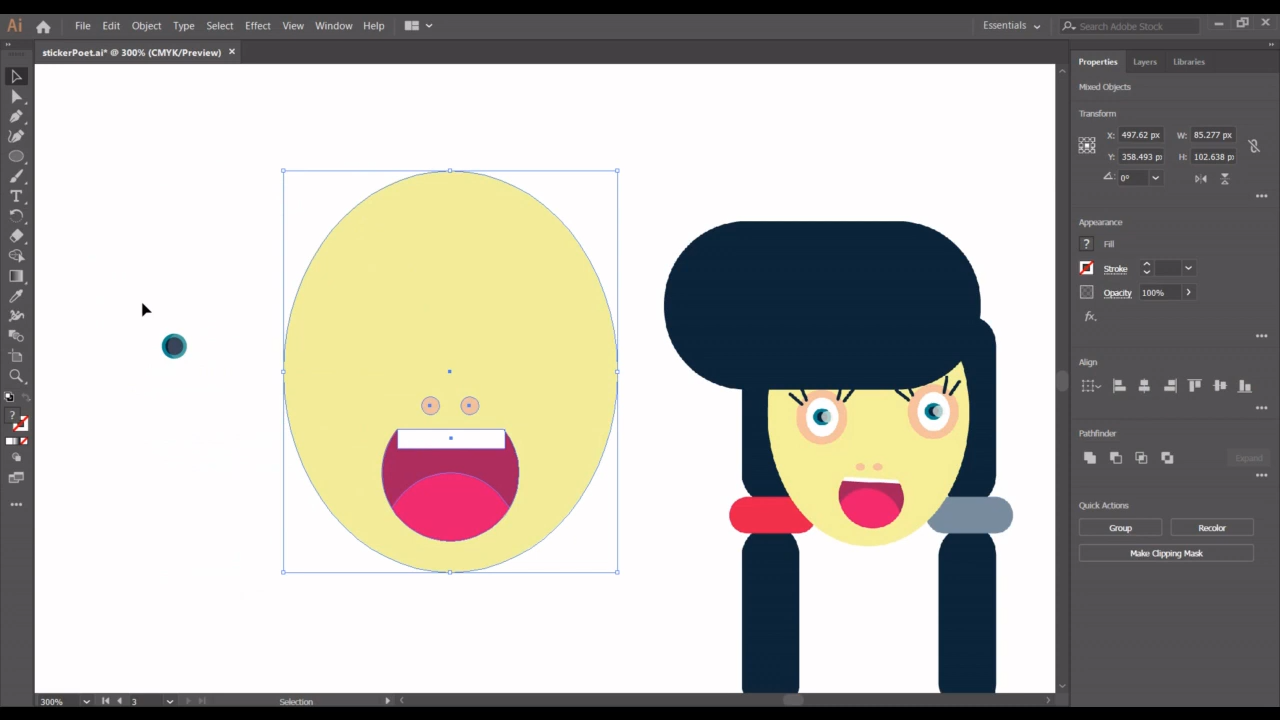 Ai File Edit Object Type Select Effect View Window Help Essentials Search Adobe Stock
stickerPoet.ai* @ 300% (CMYK/Preview) ×
Properties Layers Libraries
Mixed Objects
Transform
X: 497.62 px W: 85.277 px
Y: 358.493 p H: 102.638 p
0°
Appearance
? Fill
Stroke
Opacity 100%
fx.
Align
Pathfinder
Expand
Quick Actions
Group Recolor
Make Clipping Mask
?
300% 3 Selection